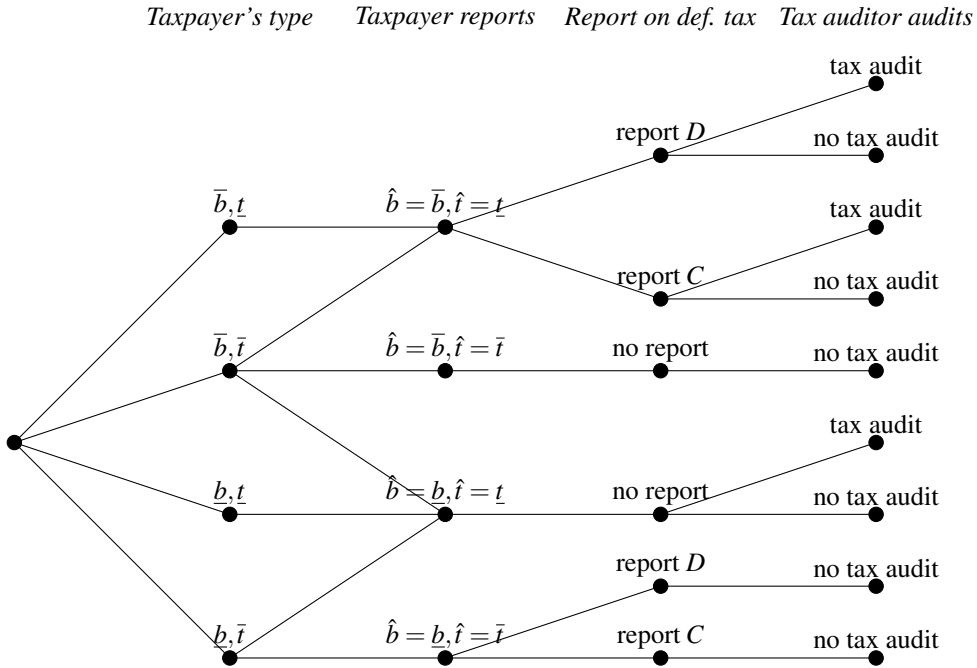 Taxpayer's type Taxpayer reports Report on def. tax Tax auditor audits
tax audit
report D no tax audit
b̅, t̲ b̂ = b̅, t̂ = t̲ tax audit
report C no tax audit
b̅, t̅ b̂ = b̅, t̂ = t̅ no report no tax audit
tax audit
b̲, t̲ b̂ = b̲, t̂ = t̲ no report no tax audit
report D no tax audit
b̲, t̅ b̂ = b̲, t̂ = t̅ report C no tax audit